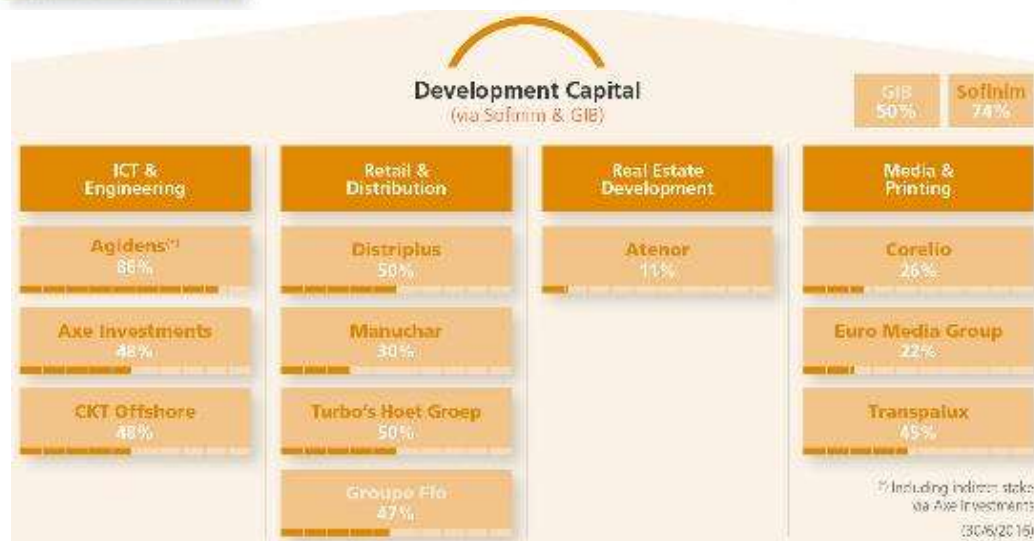 Development Capital
(via Sofinim & GIB)
GIB
50%
Sofinim
74%
ICT &
Engineering
Agidens(*)
86%
Axe Investments
48%
CKT Offshore
48%
Retail &
Distribution
Distriplus
50%
Manuchar
30%
Turbo's Hoet Groep
50%
Groupe Flo
47%
Real Estate
Development
Atenor
11%
Media &
Printing
Corelio
26%
Euro Media Group
22%
Transpalux
45%
(*) Including indirect stake
via Axe Investments
(30/6/2016)